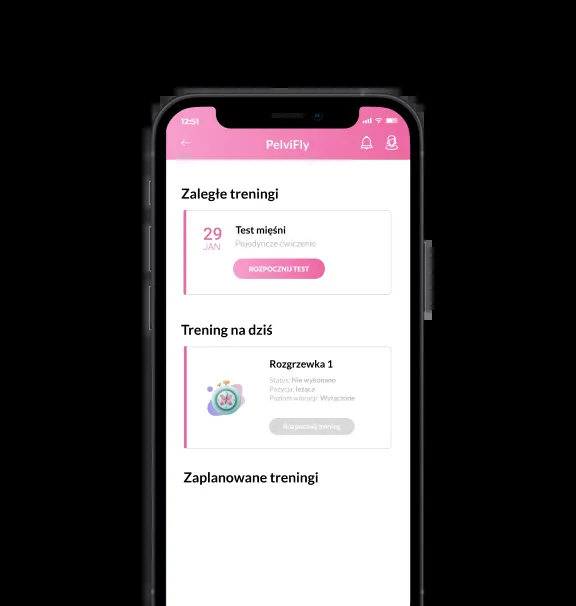 12:51
PelviFly
Zaległe treningi
29
JAN
Test mięśni
Pojedyncze ćwiczenie
ROZPOCZNIJ TEST
Trening na dziś
Rozgrzewka 1
Status: Nie wykonano
Pozycja: leżąca
Poziom wibracji: Wyłączone
Rozpocznij trening
Zaplanowane treningi